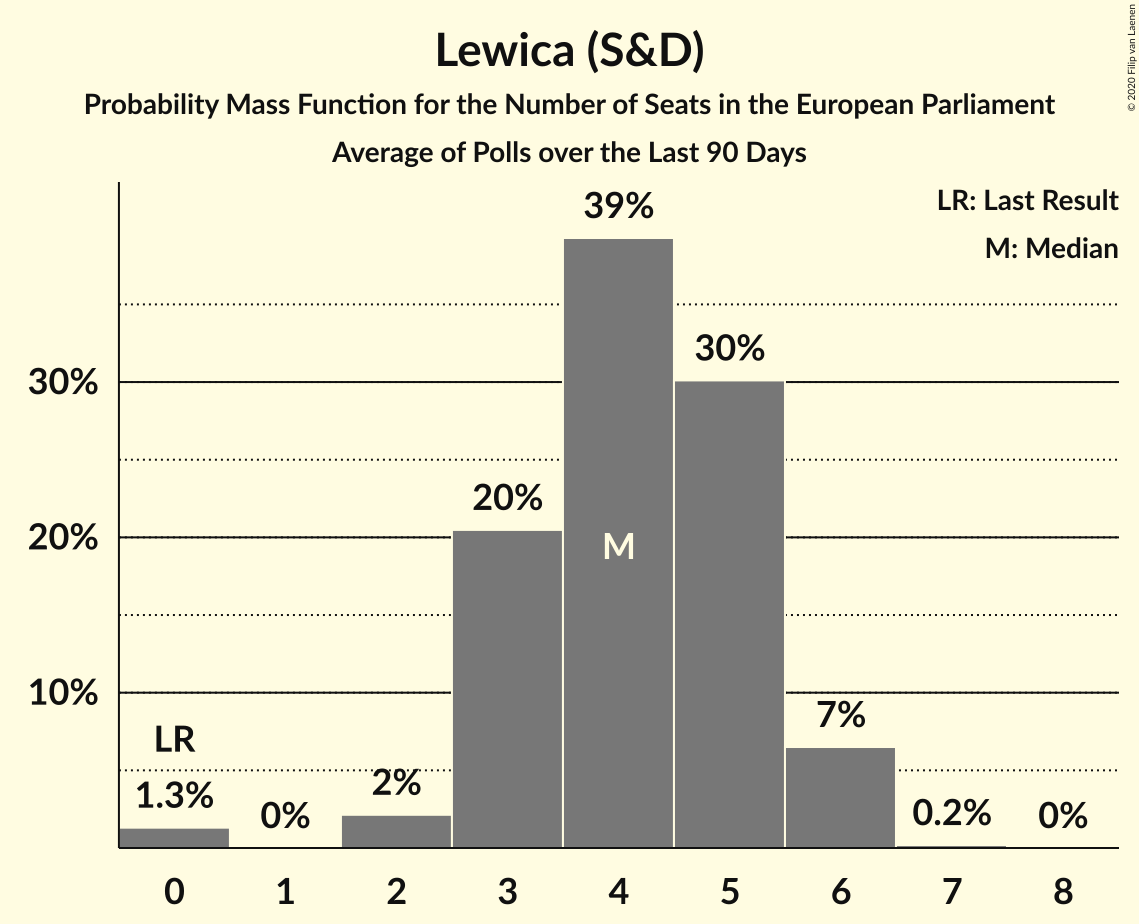 Lewica (S&D)
Probability Mass Function for the Number of Seats in the European Parliament
Average of Polls over the Last 90 Days
© 2020 Filip van Laenen
LR: Last Result
M: Median
39%
30%
30%
20%
20%
M
10%
7%
LR
2%
1.3%
0%
0.2%
0%
0 1 2 3 4 5 6 7 8